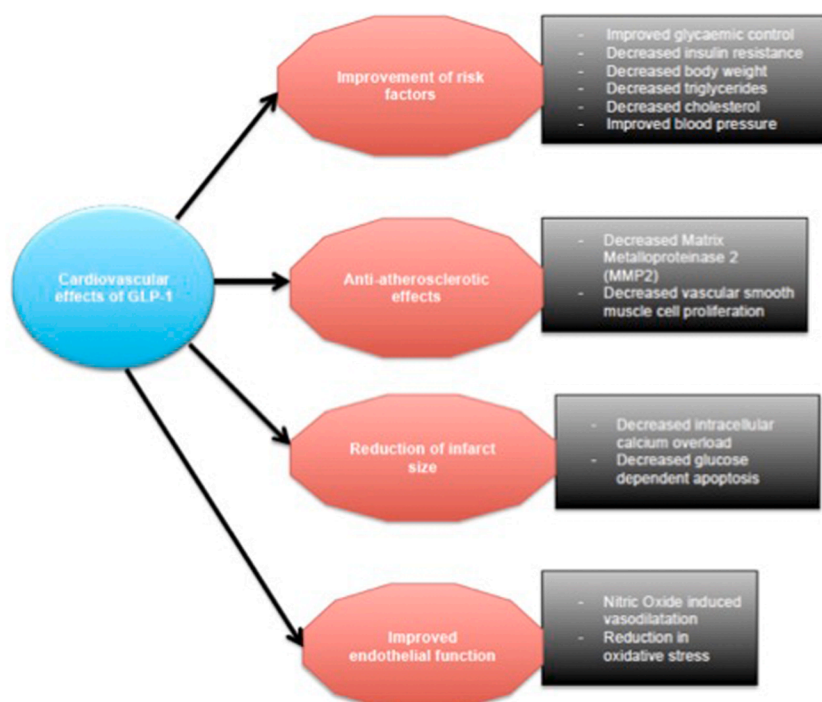 - Improved glycaemic control
- Decreased insulin resistance
- Decreased body weight
- Decreased triglycerides
- Decreased cholesterol
- Improved blood pressure
Improvement of risk
factors
Cardiovascular
effects of GLP-1
Anti-atherosclerotic
effects
- Decreased Matrix
Metalloproteinase 2
(MMP2)
- Decreased vascular smooth
muscle cell proliferation
Reduction of infarct
size
- Decreased intracellular
calcium overload
- Decreased glucose
dependent apoptosis
Improved
endothelial function
- Nitric Oxide induced
vasodilatation
- Reduction in
oxidative stress